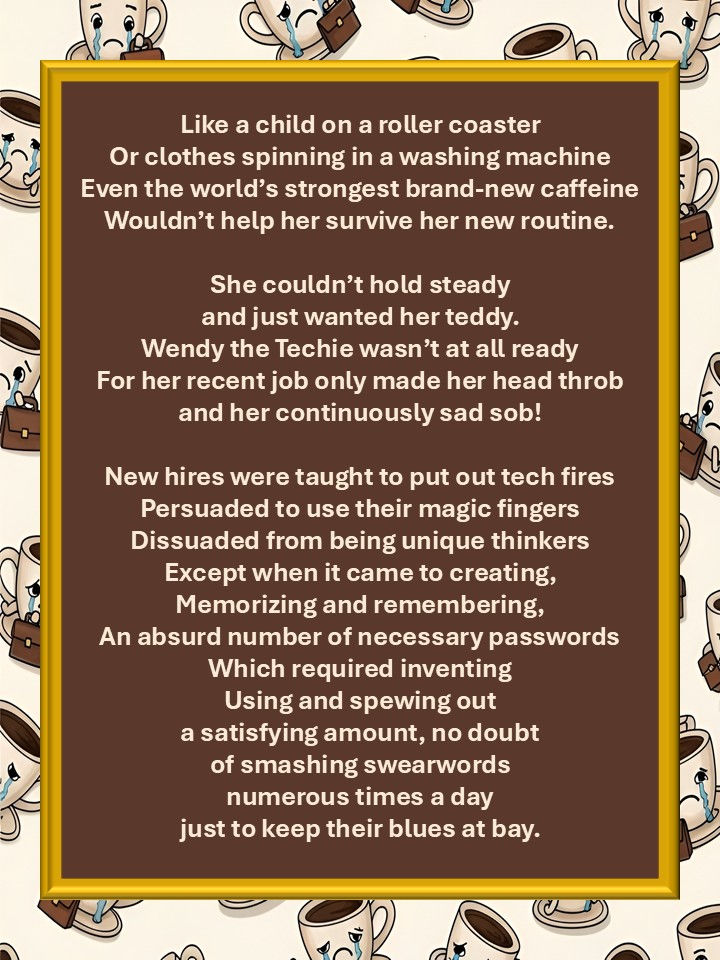 Like a child on a roller coaster
Or clothes spinning in a washing machine
Even the world’s strongest brand-new caffeine
Wouldn’t help her survive her new routine.
She couldn’t hold steady
and just wanted her teddy.
Wendy the Techie wasn’t at all ready
For her recent job only made her head throb
and her continuously sad sob!
New hires were taught to put out tech fires
Persuaded to use their magic fingers
Dissuaded from being unique thinkers
Except when it came to creating,
Memorizing and remembering,
An absurd number of necessary passwords
Which required inventing
Using and spewing out
a satisfying amount, no doubt
of smashing swearwords
numerous times a day
just to keep their blues at bay.